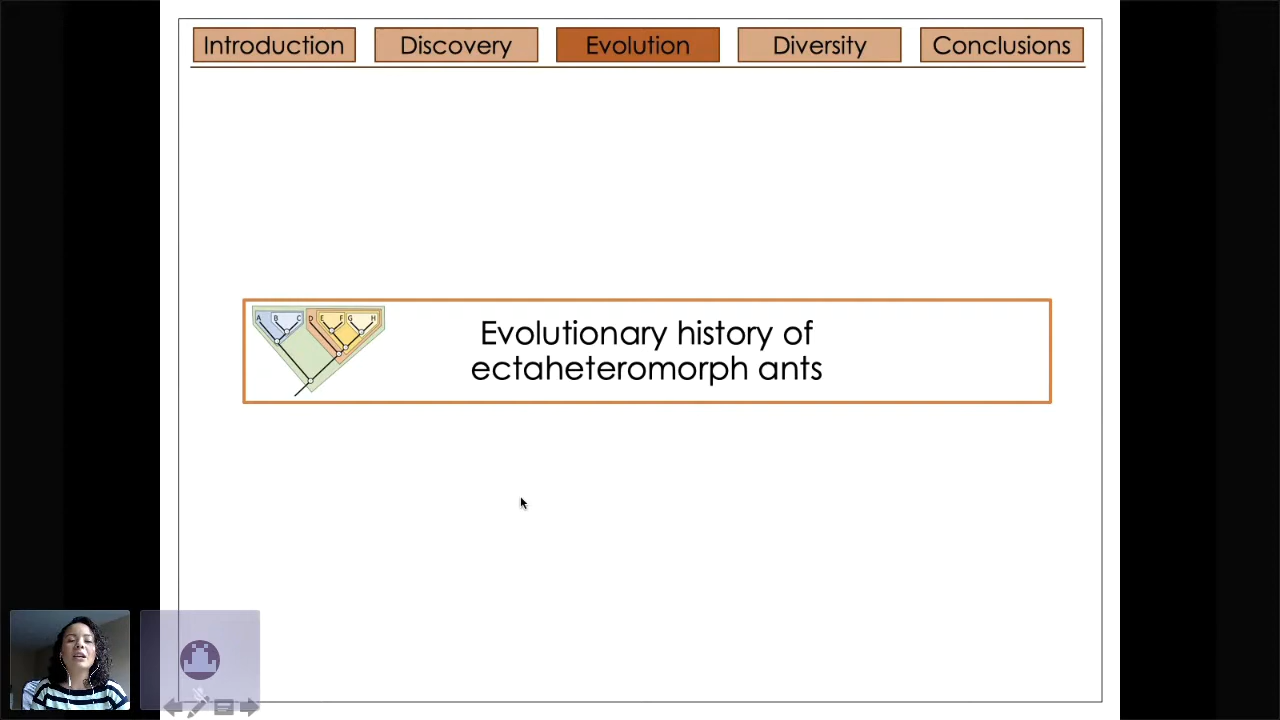 Introduction
Discovery
Evolution
Diversity
Conclusions
A B C D E F G H
Evolutionary history of
ectaheteromorph ants